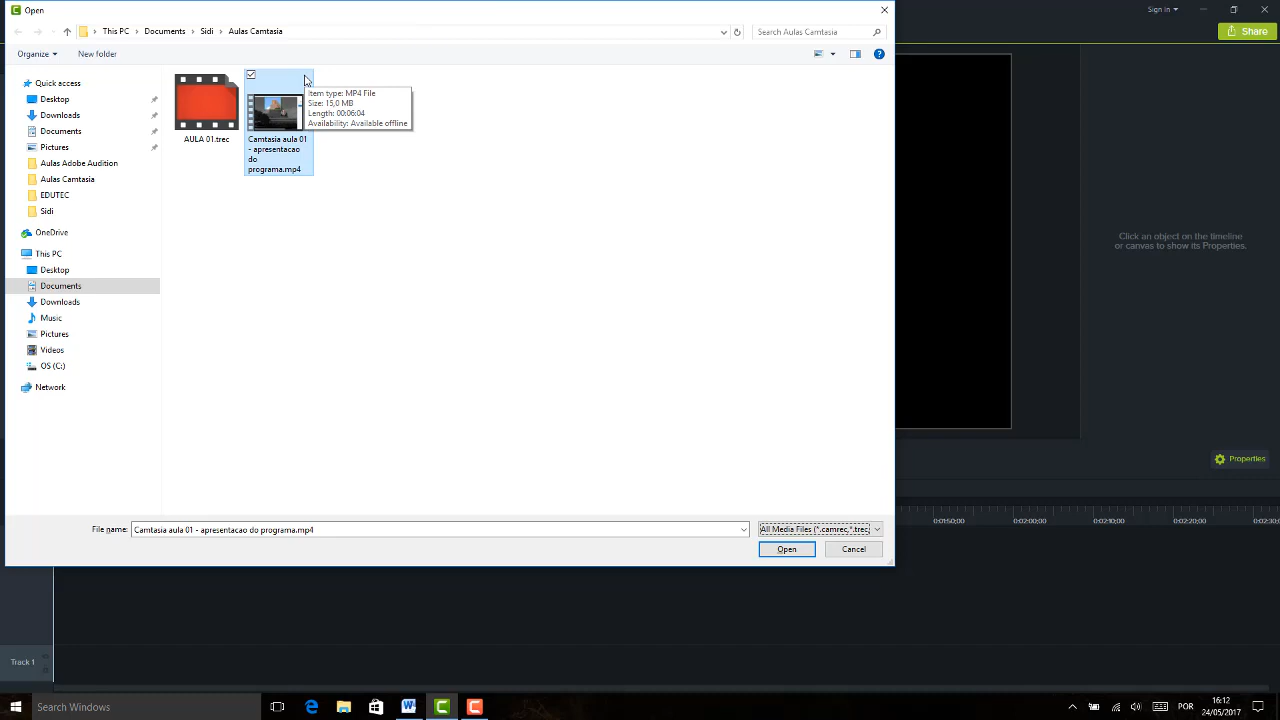 Open
Sign in
This PC > Documents > Sidi > Aulas Camtasia
Search Aulas Camtasia
Share
Organize
New folder
Quick access
Desktop
Downloads
Documents
Pictures
Aulas Adobe Audition
Aulas Camtasia
EDUTEC
Sidi
OneDrive
This PC
Desktop
Documents
Downloads
Music
Pictures
Videos
OS (C:)
Network
AULA 01.trec
Camtasia aula 01
- apresentacao
do
programa.mp4
Item type: MP4 File
Size: 15,0 MB
Length: 00:06:04
Availability: Available offline
Click an object on the timeline
or canvas to show its Properties.
Properties
File name:
Camtasia aula 01 - apresentacao do programa.mp4
All Media Files (*.camrec,*.trec,
Open
Cancel
0:01:50;00
0:02:00;00
0:02:10;00
0:02:20;00
0:02:30;0
Track 1
Search Windows
POR
16:12
24/05/2017